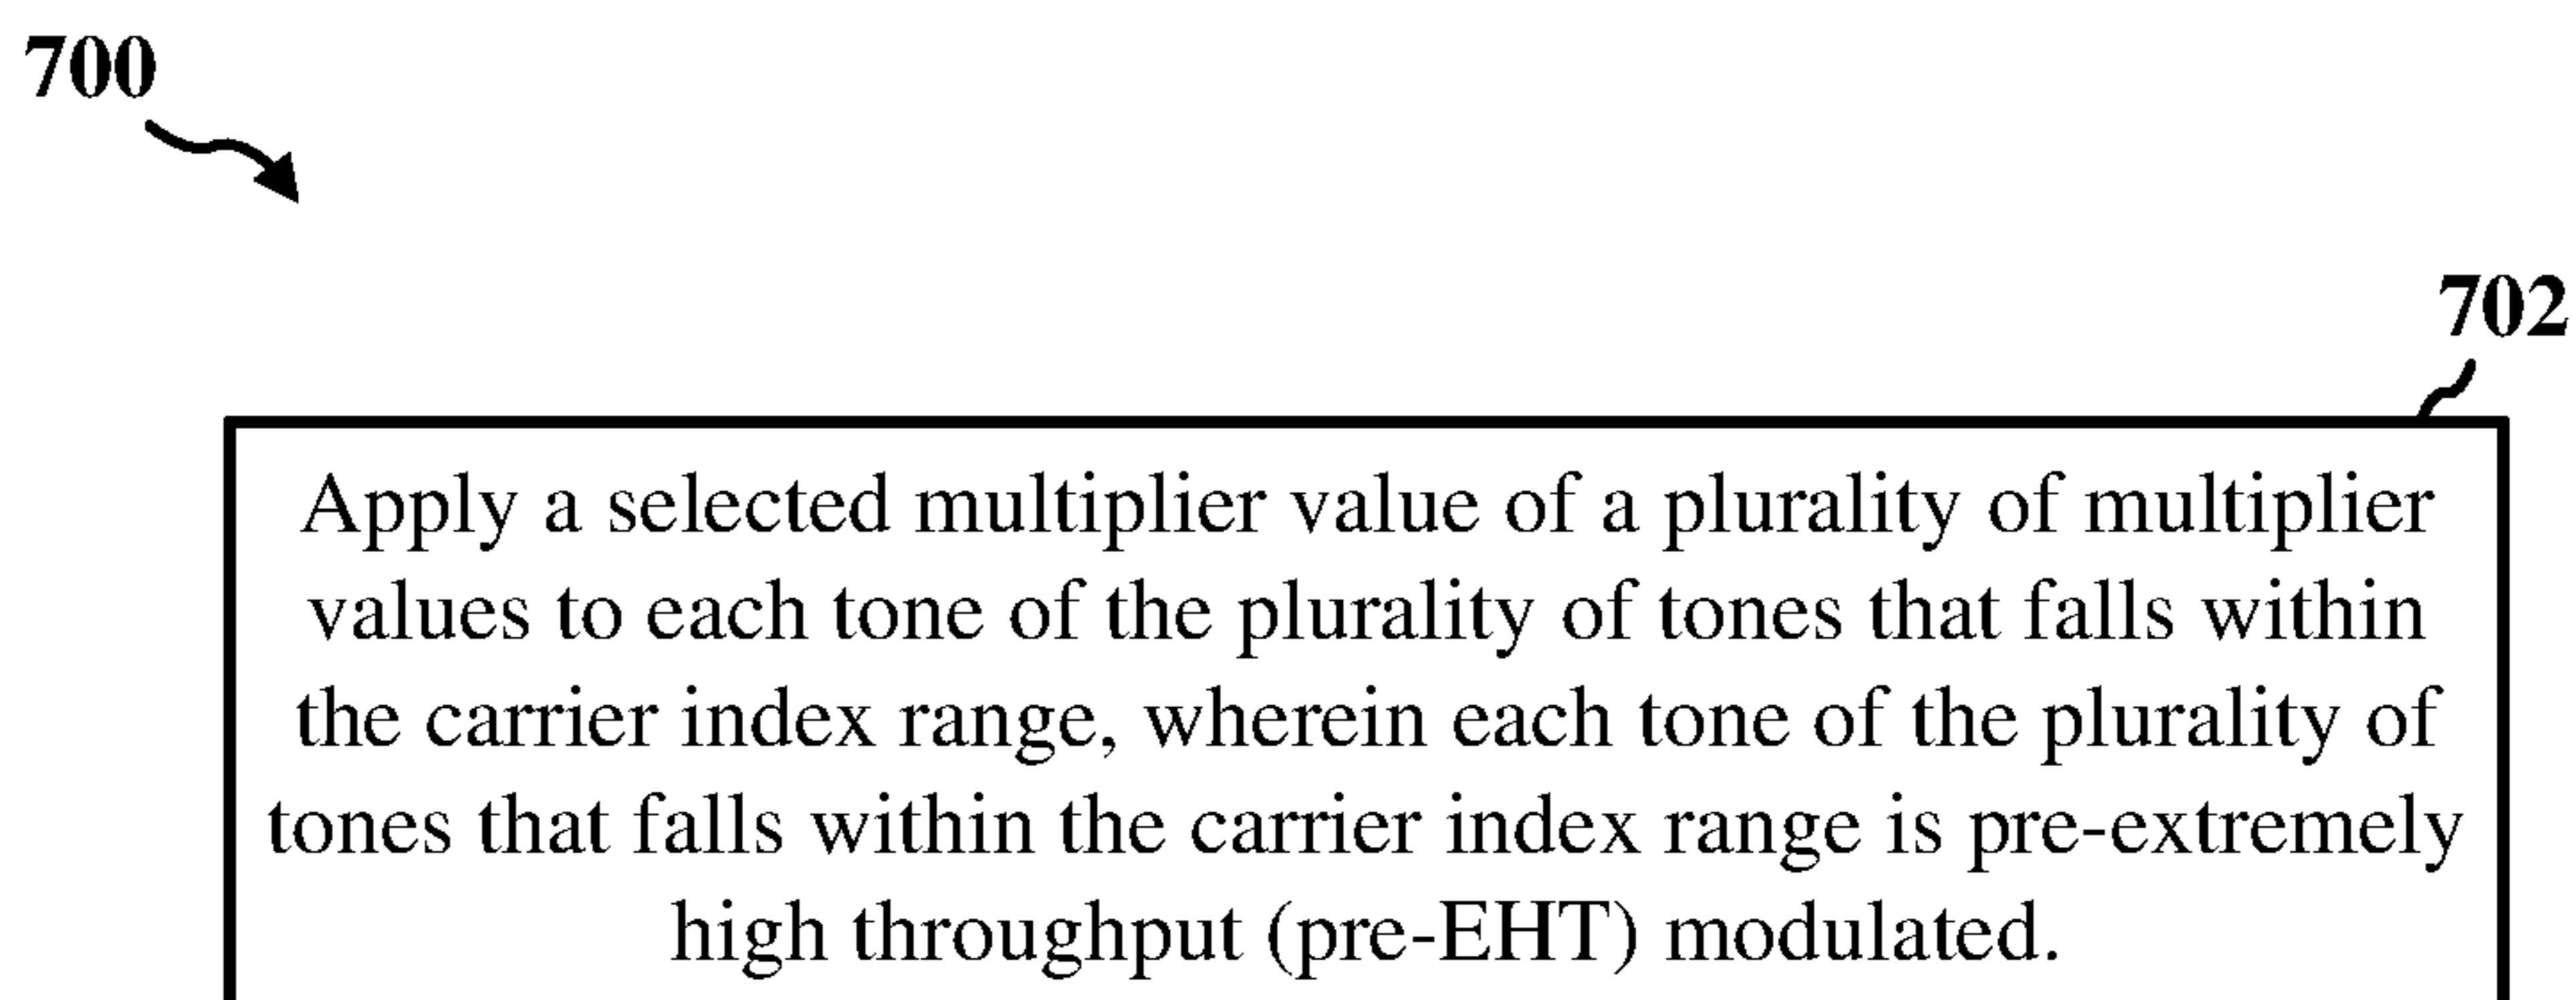 700
702
Apply a selected multiplier value of a plurality of multiplier
values to each tone of the plurality of tones that falls within
the carrier index range, wherein each tone of the plurality of
tones that falls within the carrier index range is pre-extremely
high throughput (pre-EHT) modulated.